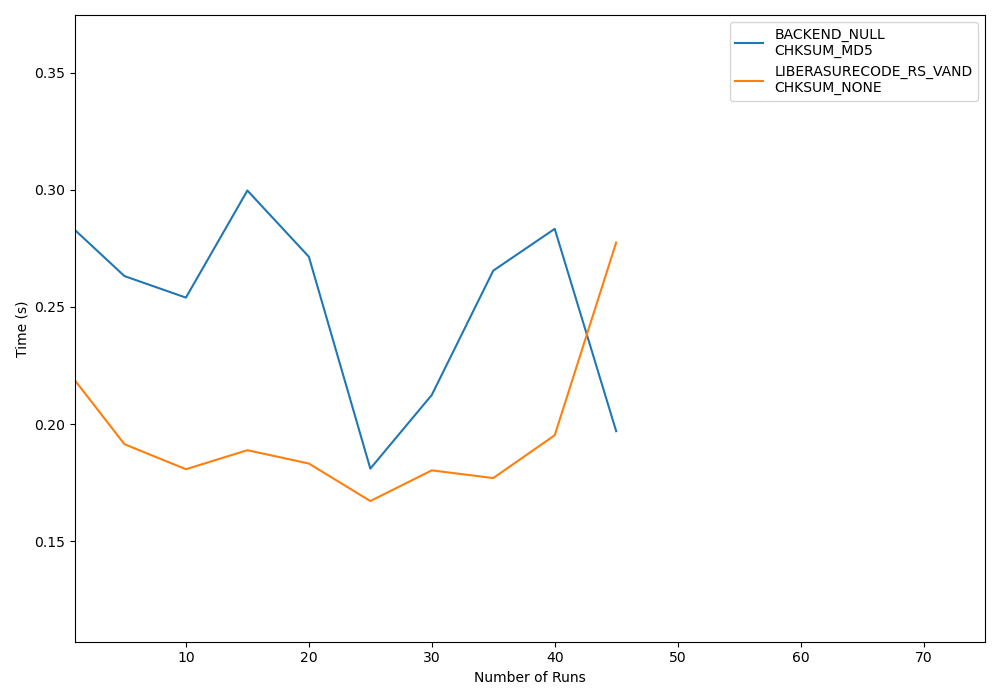 BACKEND_NULL
CHKSUM_MD5
LIBERASURECODE_RS_VAND
CHKSUM_NONE
0.35
0.30
0.25
0.20
0.15
Time (s)
10 20 30 40 50 60 70
Number of Runs